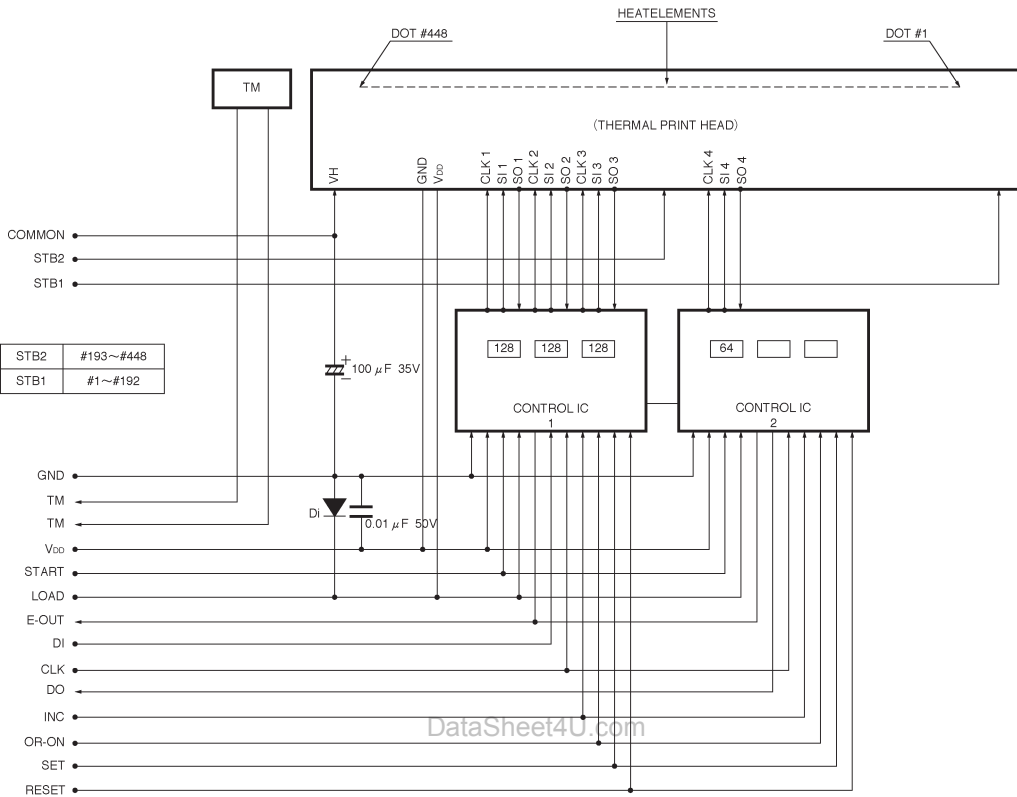 HEATELEMENTS
DOT #448
DOT #1
TM
(THERMAL PRINT HEAD)
VH
GND
VDD
CLK 1
SI 1
SO 1
CLK 2
SI 2
SO 2
CLK 3
SI 3
SO 3
CLK 4
SI 4
SO 4
COMMON
STB2
STB1
STB2 #193～#448
STB1 #1～#192
+
100 μF 35V
−
128 128 128
CONTROL IC
1
64
CONTROL IC
2
GND
TM
Di
0.01 μF 50V
TM
VDD
START
LOAD
E-OUT
DI
CLK
DO
INC
DataSheet4U.com
OR-ON
SET
RESET